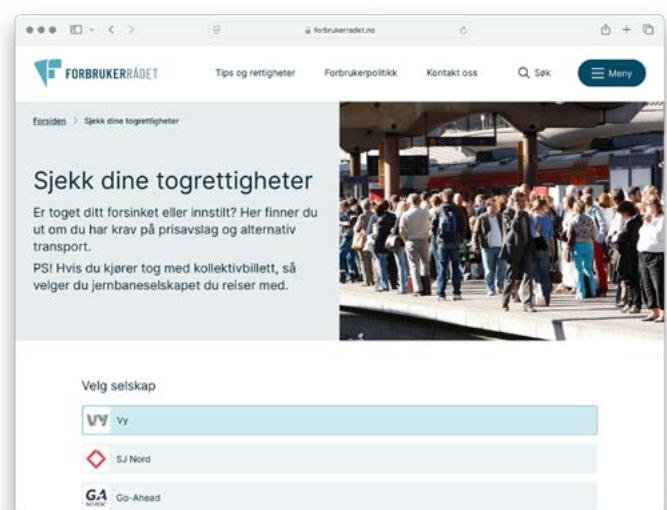 forbrukerradet.no
FORBRUKERRÅDET
Tips og rettigheter
Forbrukerpolitikk
Kontakt oss
Søk
Meny
Forsiden > Sjekk dine togrettigheter
Sjekk dine togrettigheter
Er toget ditt forsinket eller innstilt? Her finner du
ut om du har krav på prisavslag og alternativ
transport.
PS! Hvis du kjører tog med kollektivbillett, så
velger du jernbaneselskapet du reiser med.
Velg selskap
VY Vy
SJ Nord
GA Go-Ahead
NORDIC